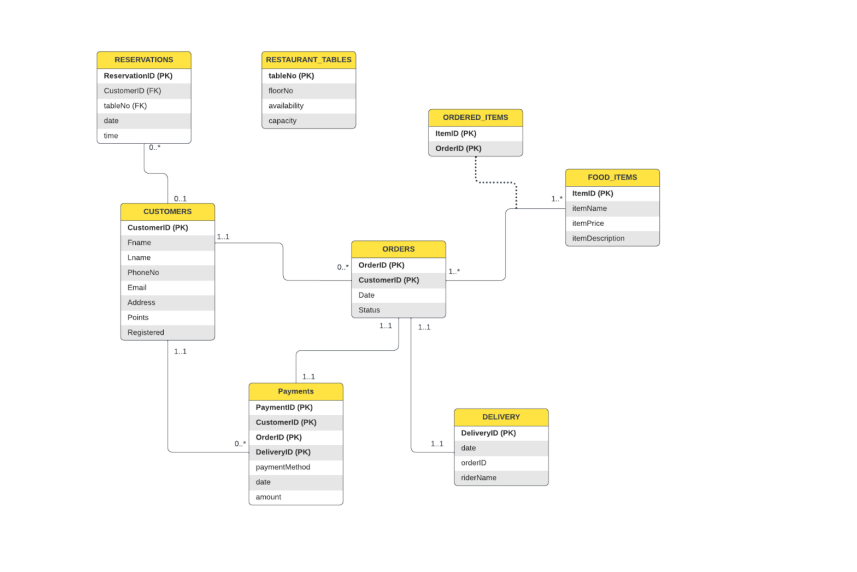 RESERVATIONS
ReservationID (PK)
CustomerID (FK)
tableNo (FK)
date
time
0..*
RESTAURANT_TABLES
tableNo (PK)
floorNo
availability
capacity
ORDERED_ITEMS
ItemID (PK)
OrderID (PK)
FOOD_ITEMS
ItemID (PK)
itemName
itemPrice
itemDescription
1..*
0..1
CUSTOMERS
CustomerID (PK)
Fname
Lname
PhoneNo
Email
Address
Points
Registered
1..1
1..1
ORDERS
OrderID (PK)
CustomerID (PK)
Date
Status
0..*
1..*
1..1
1..1
1..1
Payments
PaymentID (PK)
CustomerID (PK)
OrderID (PK)
DeliveryID (PK)
paymentMethod
date
amount
0..*
DELIVERY
DeliveryID (PK)
date
orderID
riderName
1..1